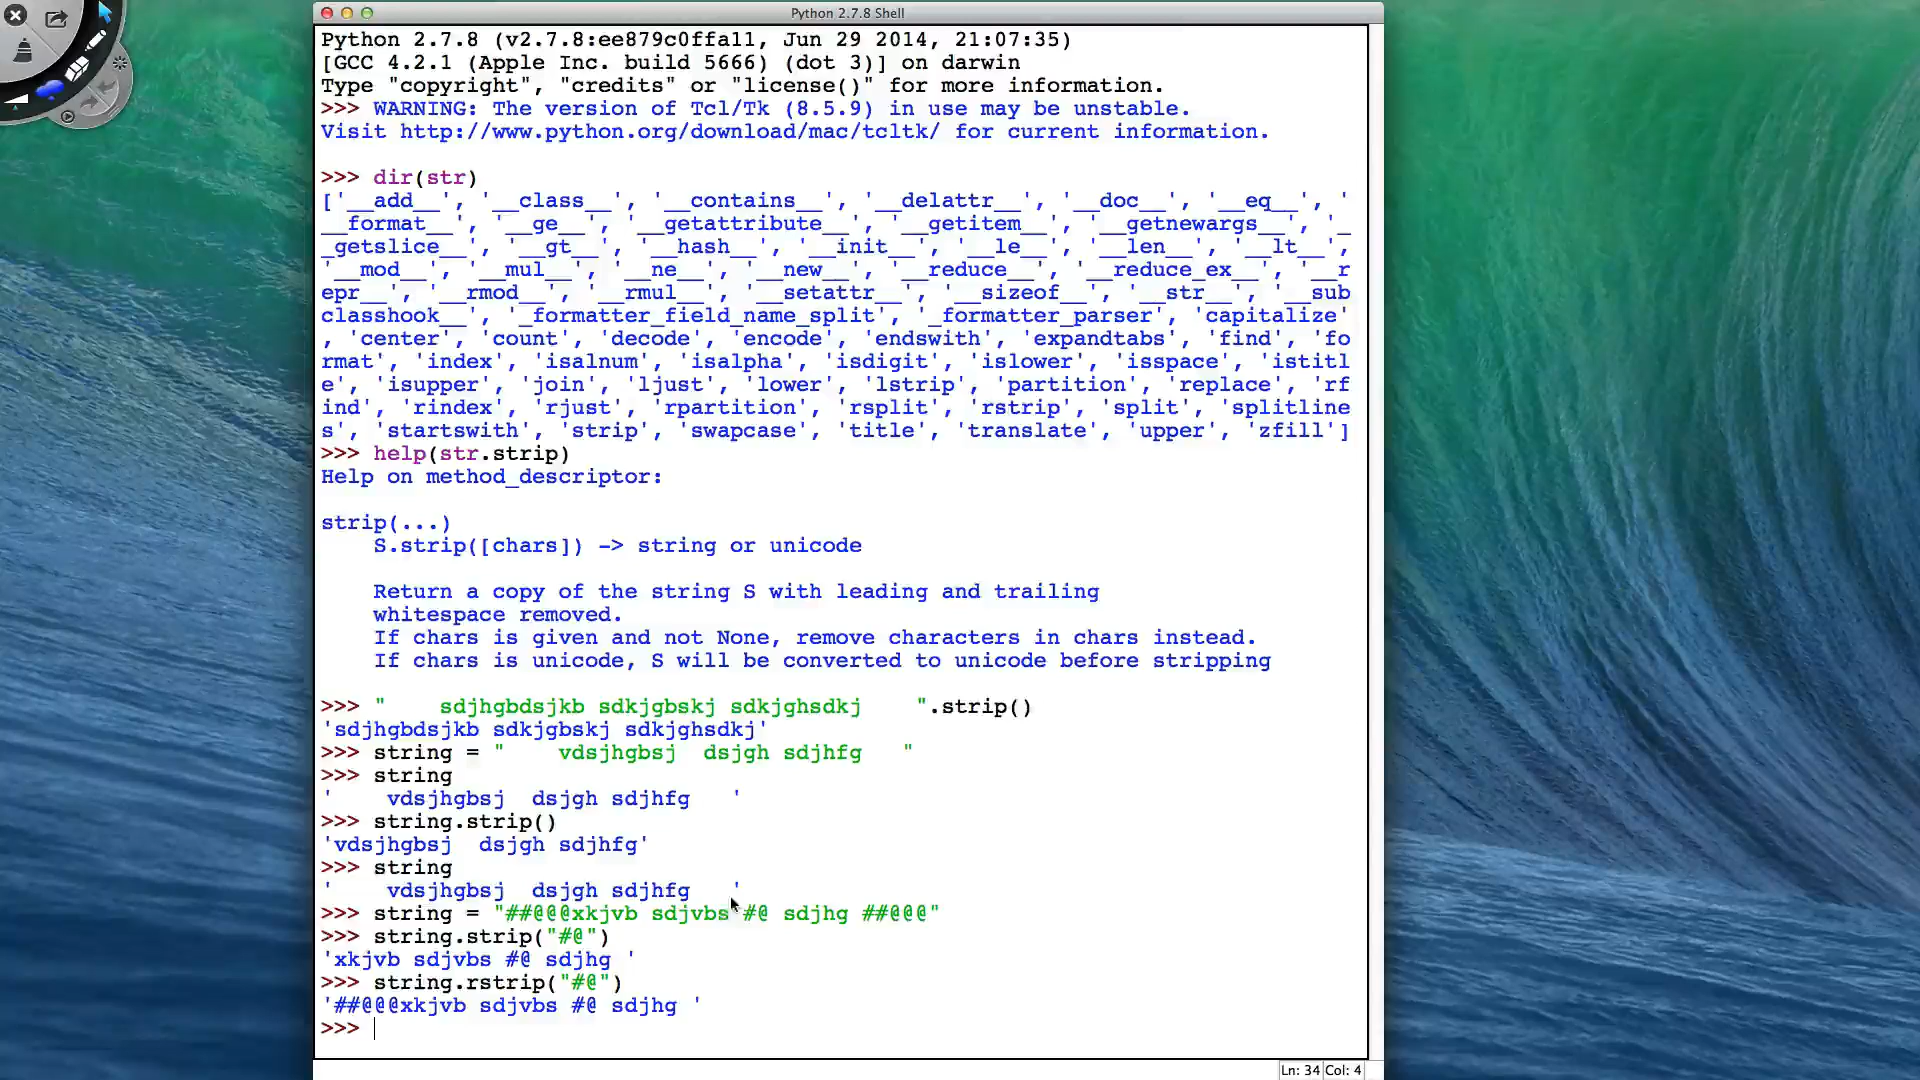 Python 2.7.8 Shell
Python 2.7.8 (v2.7.8:ee879c0ffa11, Jun 29 2014, 21:07:35)
[GCC 4.2.1 (Apple Inc. build 5666) (dot 3)] on darwin
Type "copyright", "credits" or "license()" for more information.
>>> WARNING: The version of Tcl/Tk (8.5.9) in use may be unstable.
Visit http://www.python.org/download/mac/tcltk/ for current information.
>>> dir(str)
['__add__', '__class__', '__contains__', '__delattr__', '__doc__', '__eq__', '
__format__', '__ge__', '__getattribute__', '__getitem__', '__getnewargs__', '_
_getslice__', '__gt__', '__hash__', '__init__', '__le__', '__len__', '__lt__',
'__mod__', '__mul__', '__ne__', '__new__', '__reduce__', '__reduce_ex__', '__r
epr__', '__rmod__', '__rmul__', '__setattr__', '__sizeof__', '__str__', '__sub
classhook__', '_formatter_field_name_split', '_formatter_parser', 'capitalize'
, 'center', 'count', 'decode', 'encode', 'endswith', 'expandtabs', 'find', 'fo
rmat', 'index', 'isalnum', 'isalpha', 'isdigit', 'islower', 'isspace', 'istitl
e', 'isupper', 'join', 'ljust', 'lower', 'lstrip', 'partition', 'replace', 'rf
ind', 'rindex', 'rjust', 'rpartition', 'rsplit', 'rstrip', 'split', 'splitline
s', 'startswith', 'strip', 'swapcase', 'title', 'translate', 'upper', 'zfill']
>>> help(str.strip)
Help on method_descriptor:
strip(...)
    S.strip([chars]) -> string or unicode
    Return a copy of the string S with leading and trailing
    whitespace removed.
    If chars is given and not None, remove characters in chars instead.
    If chars is unicode, S will be converted to unicode before stripping
>>> "    sdjhgbdsjkb sdkjgbskj sdkjghsdkj    ".strip()
'sdjhgbdsjkb sdkjgbskj sdkjghsdkj'
>>> string = "    vdsjhgbsj  dsjgh sdjhfg   "
>>> string
'    vdsjhgbsj  dsjgh sdjhfg   '
>>> string.strip()
'vdsjhgbsj  dsjgh sdjhfg'
>>> string
'    vdsjhgbsj  dsjgh sdjhfg   '
>>> string = "##@@@xkjvb sdjvbs #@ sdjhg ##@@@"
>>> string.strip("#@")
'xkjvb sdjvbs #@ sdjhg '
>>> string.rstrip("#@")
'##@@@xkjvb sdjvbs #@ sdjhg '
>>>
Ln: 34 Col: 4